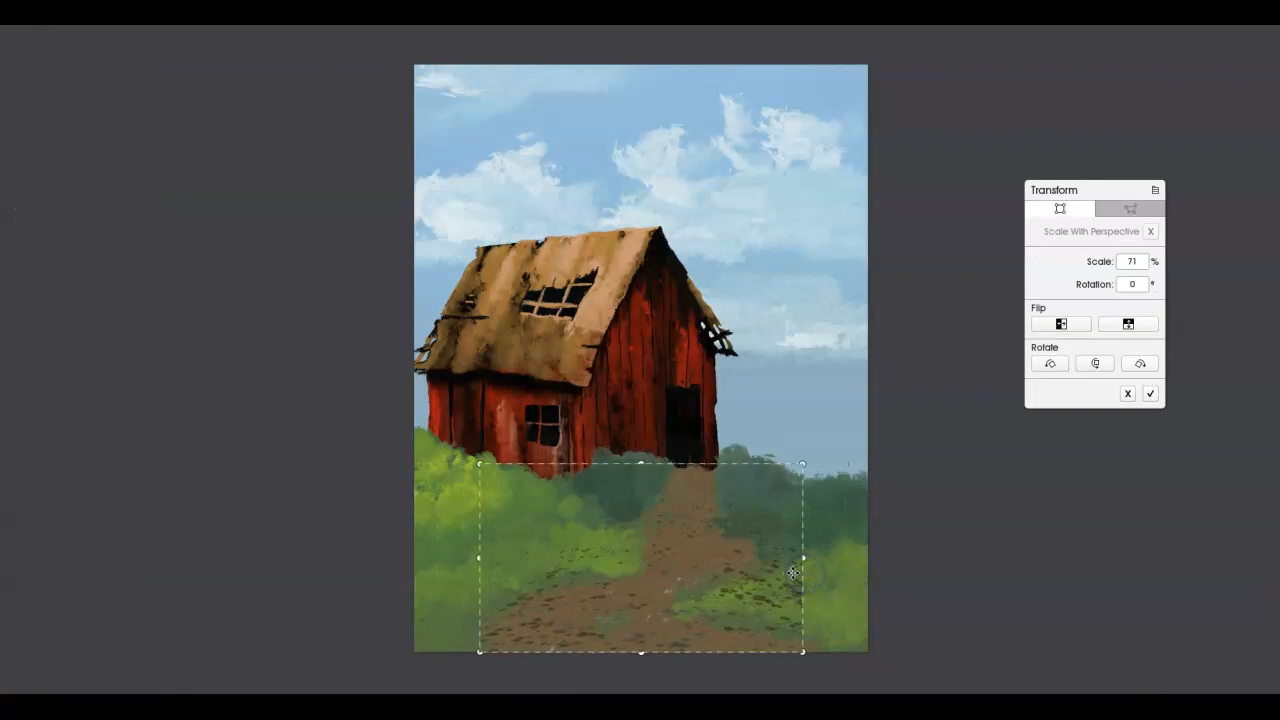 Transform
Scale With Perspective X
Scale: 71 %
Rotation: 0 °
Flip
Rotate
X